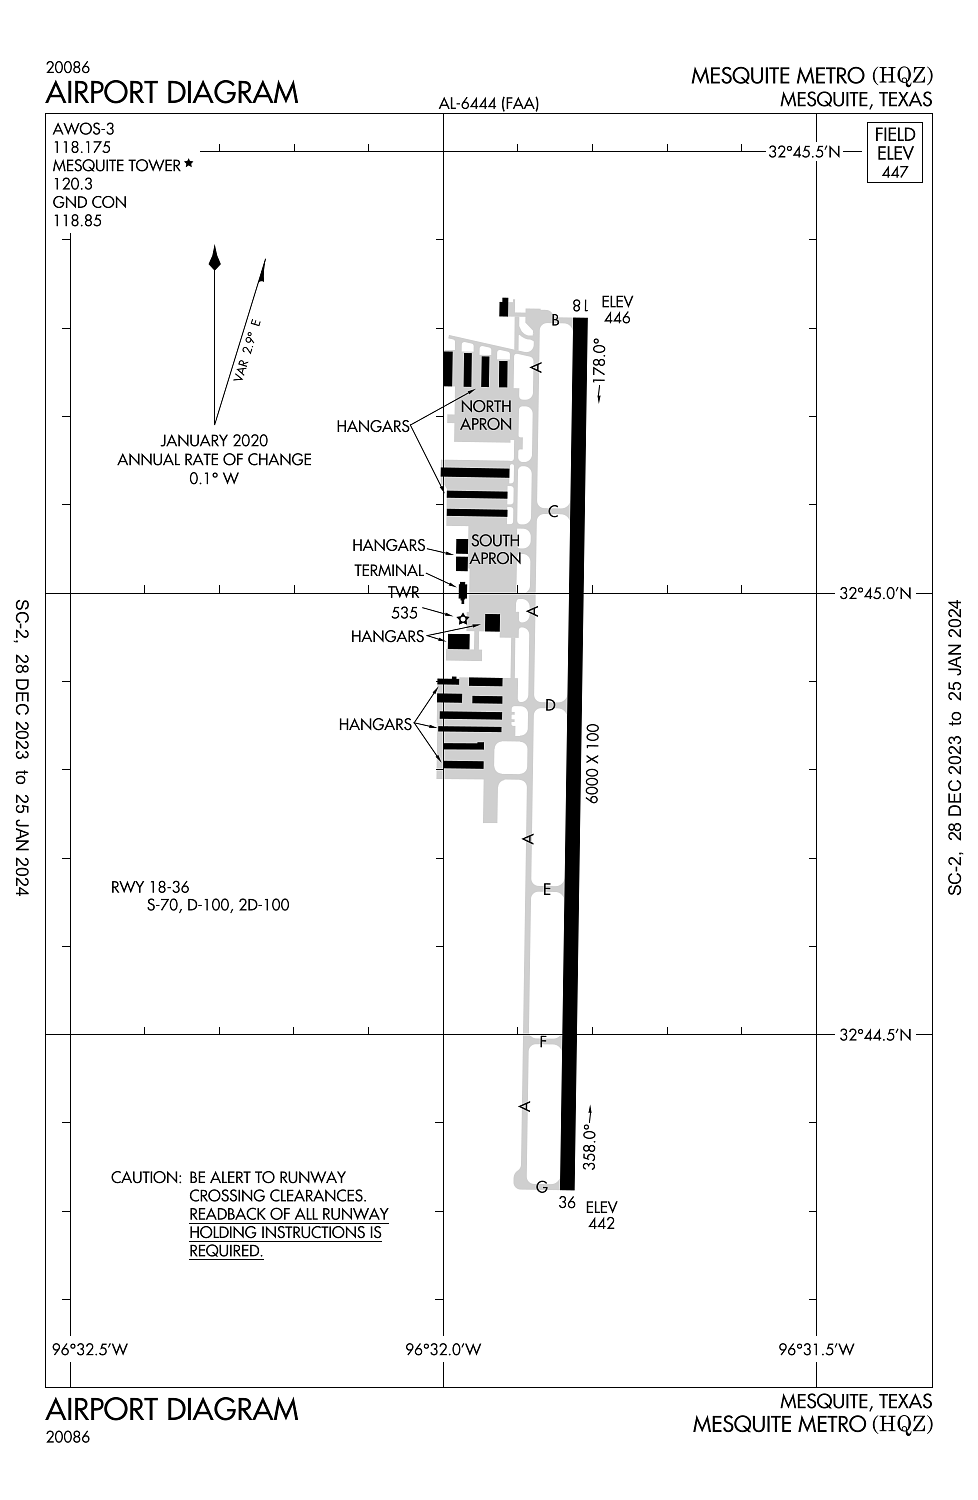 20086
AIRPORT DIAGRAM
AL-6444 (FAA)
MESQUITE METRO (HQZ)
MESQUITE, TEXAS
AWOS-3
118.175
MESQUITE TOWER★
120.3
GND CON
118.85
32°45.5'N
FIELD
ELEV
447
VAR 2.9° E
JANUARY 2020
ANNUAL RATE OF CHANGE
0.1° W
18
ELEV
446
B
A
178.0°
NORTH
APRON
HANGARS
C
SOUTH
APRON
HANGARS
TERMINAL
TWR
32°45.0'N
535
A
HANGARS
D
HANGARS
6000 X 100
A
RWY 18-36
S-70, D-100, 2D-100
E
32°44.5'N
F
A
358.0°
CAUTION: BE ALERT TO RUNWAY
CROSSING CLEARANCES.
READBACK OF ALL RUNWAY
HOLDING INSTRUCTIONS IS
REQUIRED.
G
36
ELEV
442
96°32.5'W
96°32.0'W
96°31.5'W
SC-2, 28 DEC 2023 to 25 JAN 2024
SC-2, 28 DEC 2023 to 25 JAN 2024
AIRPORT DIAGRAM
20086
MESQUITE, TEXAS
MESQUITE METRO (HQZ)